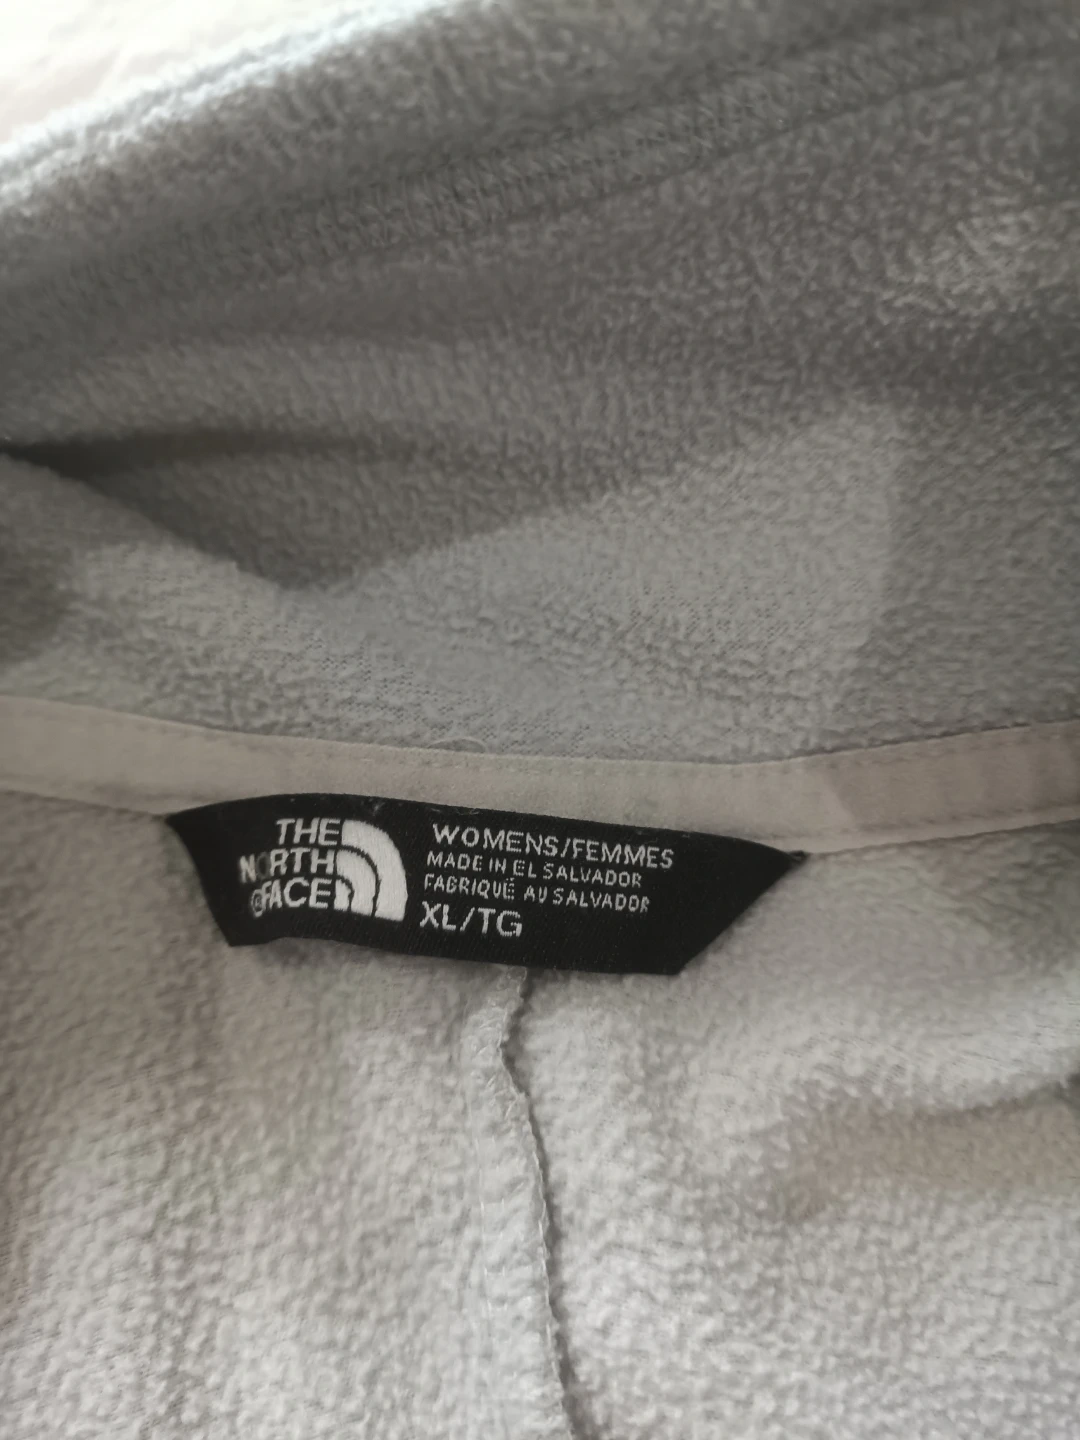 THE
NORTH
FACE®
WOMENS/FEMMES
MADE IN EL SALVADOR
FABRIQUÉ AU SALVADOR
XL/TG